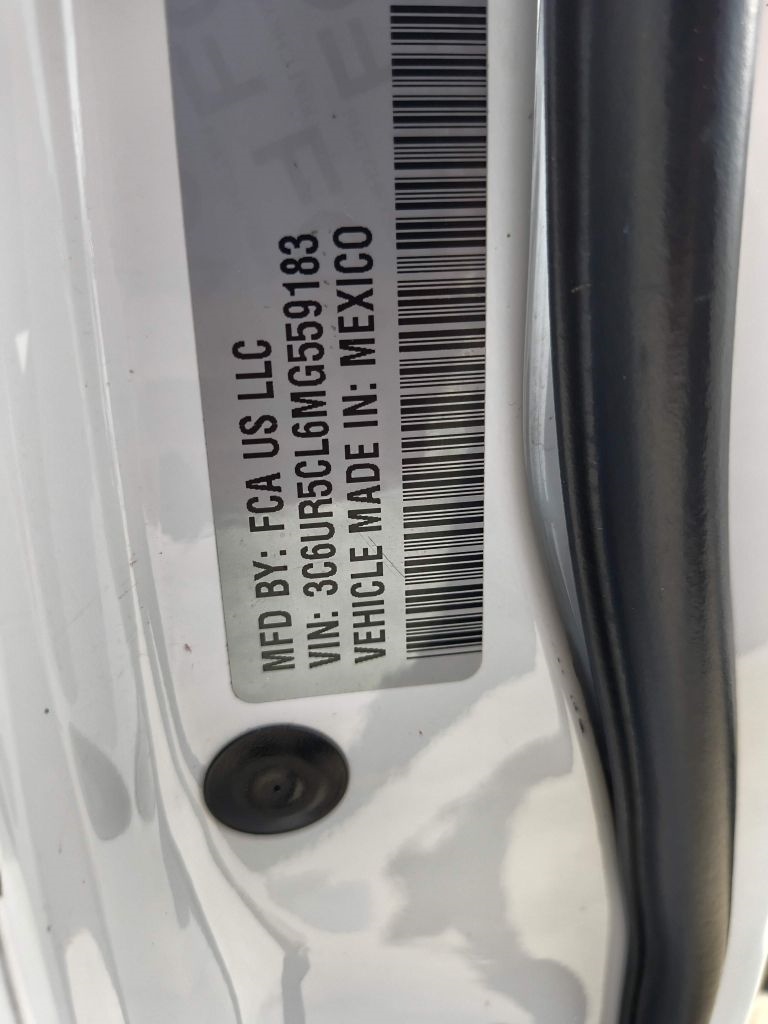 MFD BY: FCA US LLC
VIN: 3C6UR5CL6MG559183
VEHICLE MADE IN: MEXICO